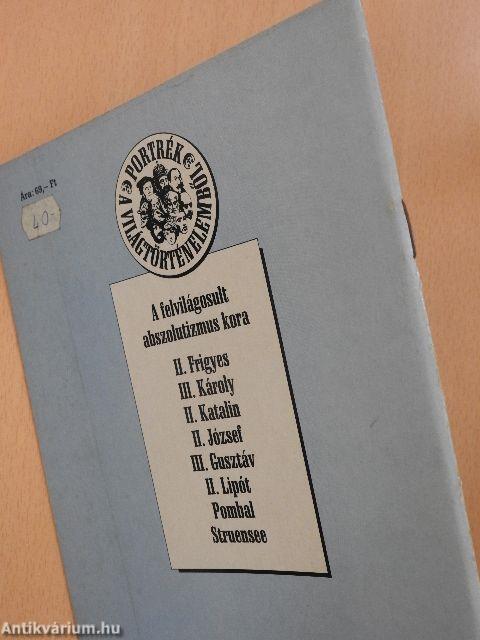 Ára: 69,– Ft
40.-
PORTRÉK
A VILÁGTÖRTÉNELEMBŐL
A felvilágosult
abszolutizmus kora
II. Frigyes
III. Károly
II. Katalin
II. József
III. Gusztáv
II. Lipót
Pombal
Struensee
Antikvárium.hu